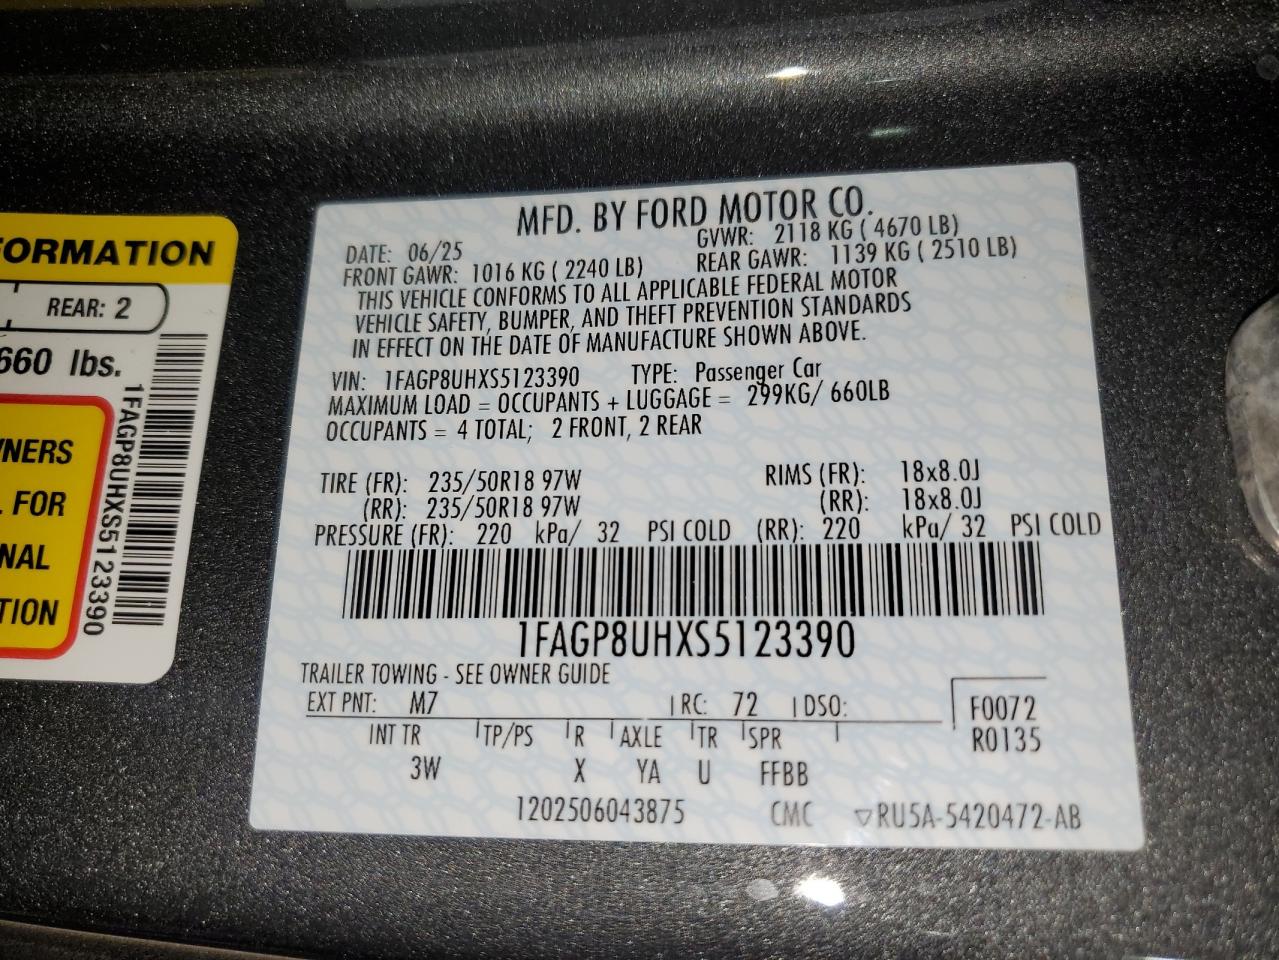 FORMATION
REAR: 2
660 lbs.
1FAGP8UHXS5123390
WNERS
FOR
NAL
TION
MFD. BY FORD MOTOR CO.
DATE: 06/25 GVWR: 2118 KG ( 4670 LB)
FRONT GAWR: 1016 KG ( 2240 LB) REAR GAWR: 1139 KG ( 2510 LB)
THIS VEHICLE CONFORMS TO ALL APPLICABLE FEDERAL MOTOR
VEHICLE SAFETY, BUMPER, AND THEFT PREVENTION STANDARDS
IN EFFECT ON THE DATE OF MANUFACTURE SHOWN ABOVE.
VIN: 1FAGP8UHXS5123390 TYPE: Passenger Car
MAXIMUM LOAD = OCCUPANTS + LUGGAGE = 299KG/ 660LB
OCCUPANTS = 4 TOTAL; 2 FRONT, 2 REAR
TIRE (FR): 235/50R18 97W RIMS (FR): 18x8.0J
(RR): 235/50R18 97W (RR): 18x8.0J
PRESSURE (FR): 220 kPa/ 32 PSI COLD (RR): 220 kPa/ 32 PSI COLD
1FAGP8UHXS5123390
TRAILER TOWING - SEE OWNER GUIDE
EXT PNT: M7 RC: 72 DSO: F0072
INT TR TP/PS R AXLE TR SPR R0135
3W X YA U FFBB
1202506043875 CMC ▽RU5A-5420472-AB